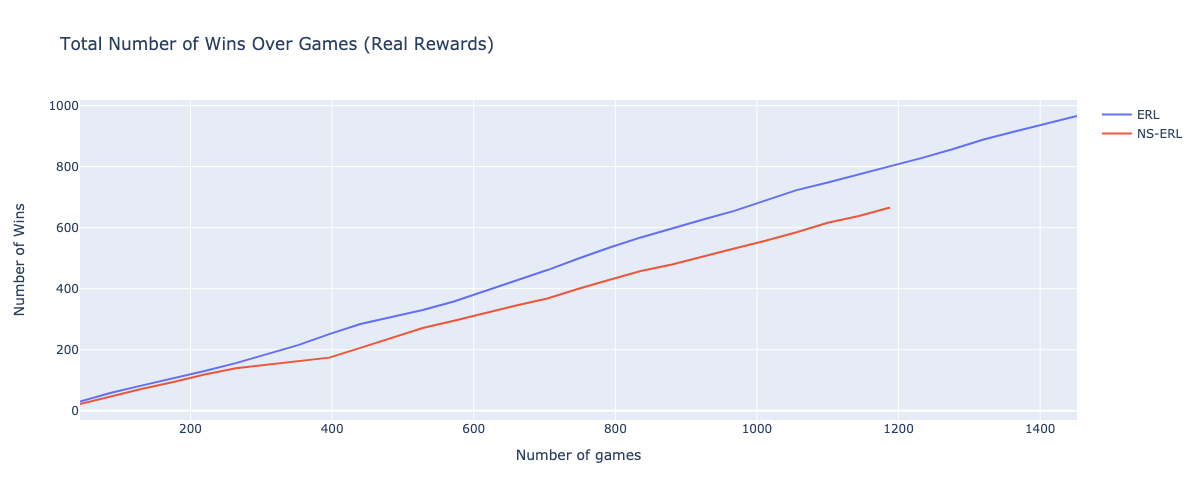 Total Number of Wins Over Games (Real Rewards)
Number of Wins
1000
800
600
400
200
0
200
400
600
800
1000
1200
1400
Number of games
ERL
NS-ERL